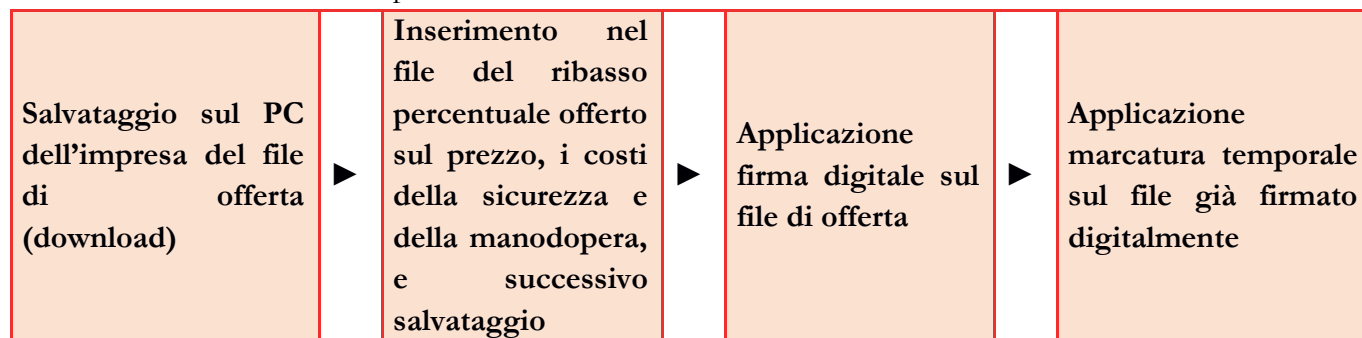 Salvataggio sul PC
dell’impresa del file
di offerta
(download)
►
Inserimento nel
file del ribasso
percentuale offerto
sul prezzo, i costi
della sicurezza e
della manodopera,
e successivo
salvataggio
►
Applicazione
firma digitale sul
file di offerta
►
Applicazione
marcatura temporale
sul file già firmato
digitalmente